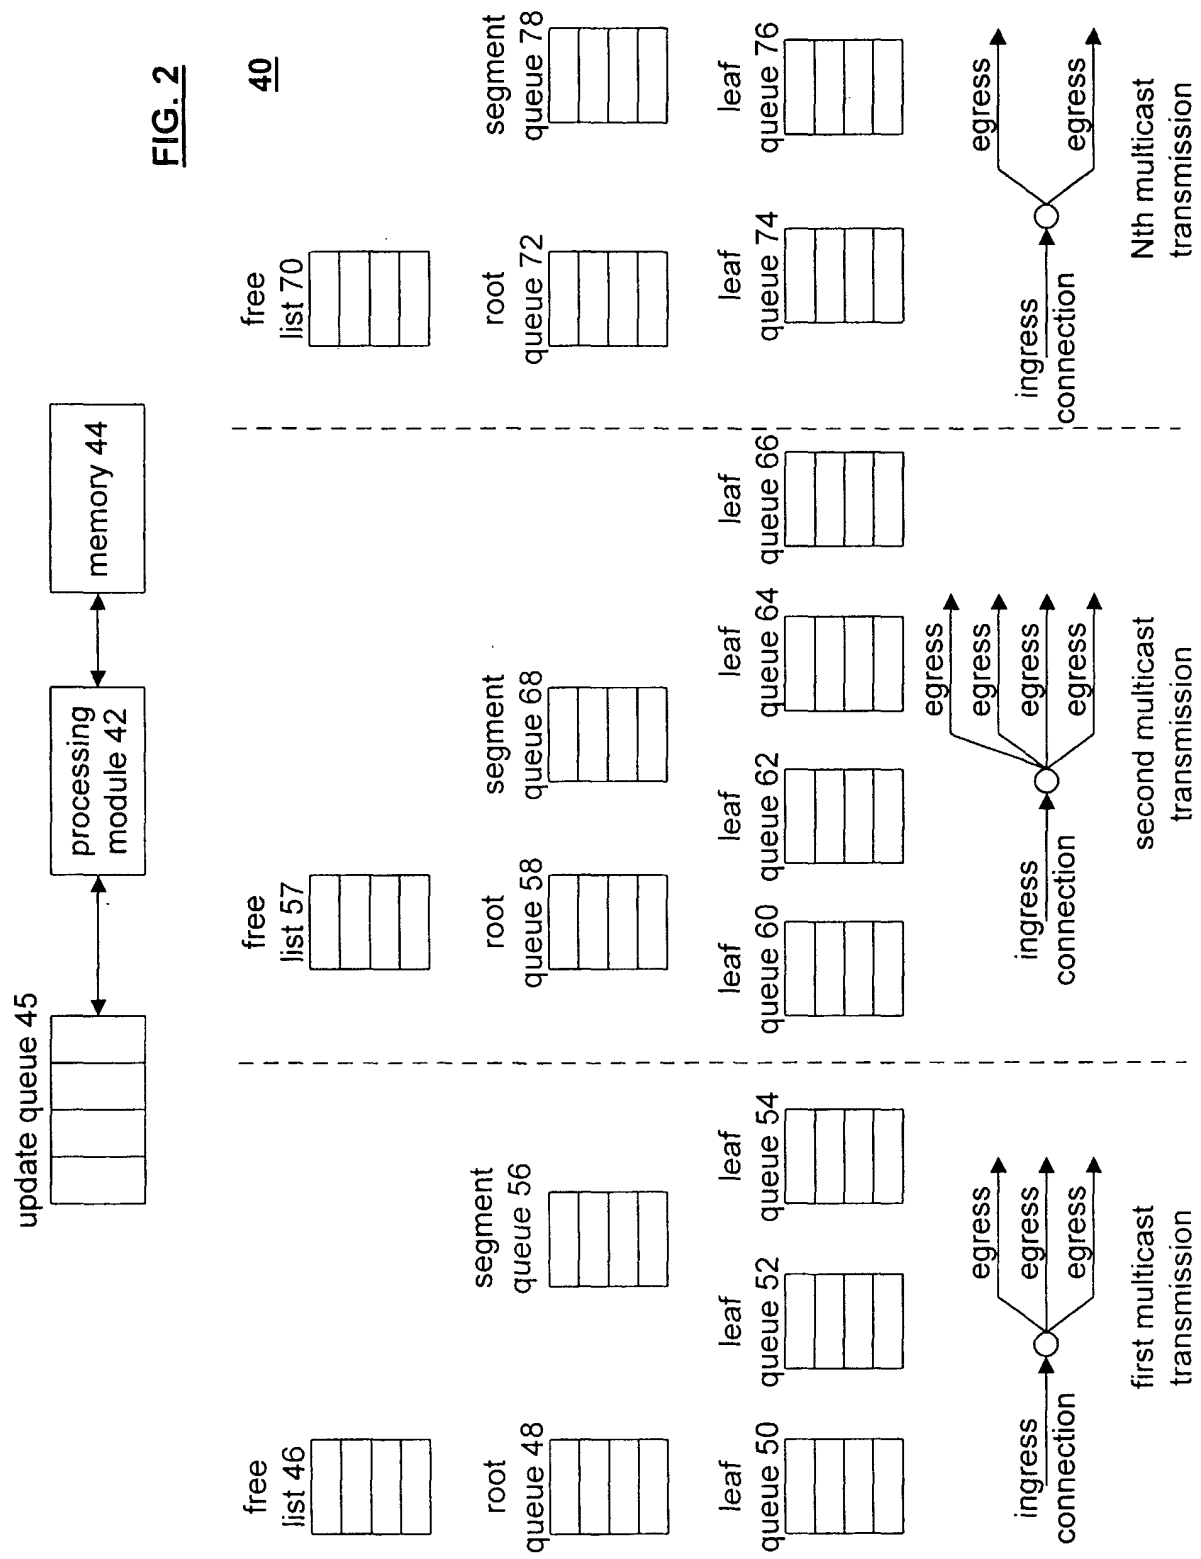 FIG. 2
40
update queue 45
processing
module 42
memory 44
free
list 46
root
queue 48
segment
queue 56
leaf
queue 50
leaf
queue 52
leaf
queue 54
ingress
connection
egress
egress
egress
first multicast
transmission
free
list 57
root
queue 58
segment
queue 68
leaf
queue 60
leaf
queue 62
leaf
queue 64
leaf
queue 66
ingress
connection
egress
egress
egress
egress
second multicast
transmission
free
list 70
root
queue 72
segment
queue 78
leaf
queue 74
leaf
queue 76
ingress
connection
egress
egress
Nth multicast
transmission